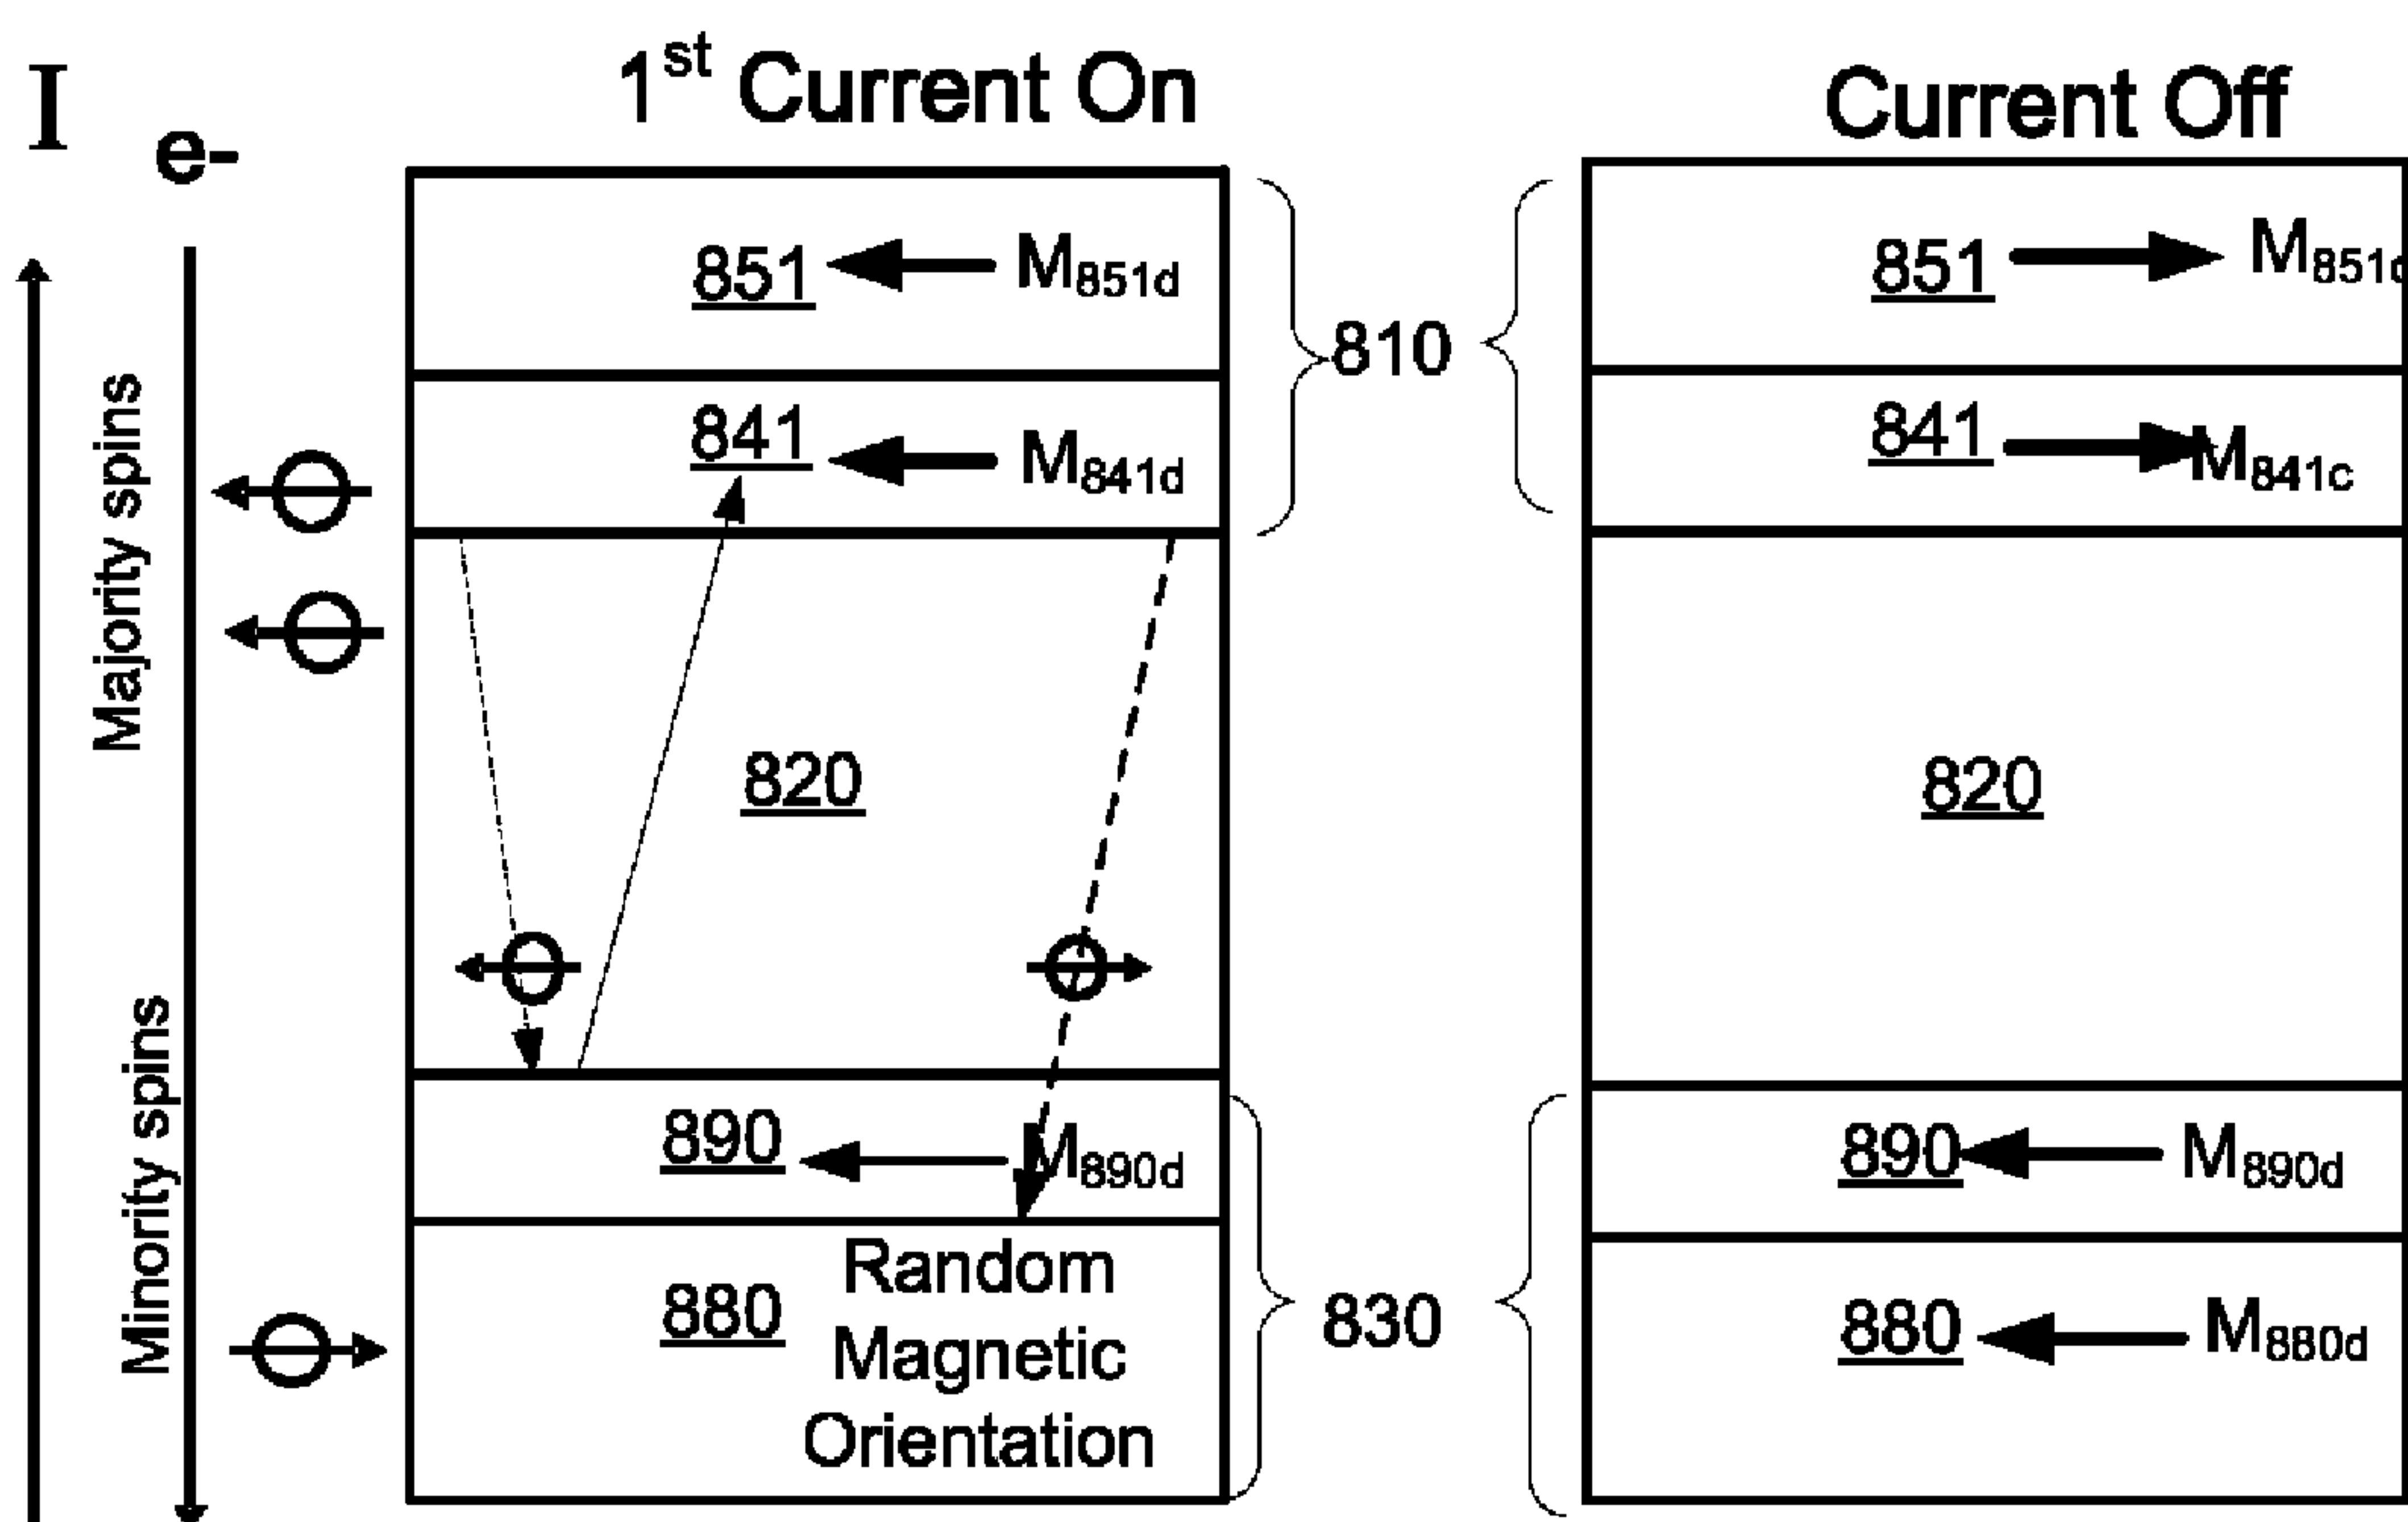 I
e-
1st Current On
Current Off
851
M851d
810
851
M851d
841
M841d
841
M841c
Majority spins
820
820
Minority spins
890
M890d
890
M890d
880
Random
Magnetic
Orientation
830
880
M880d